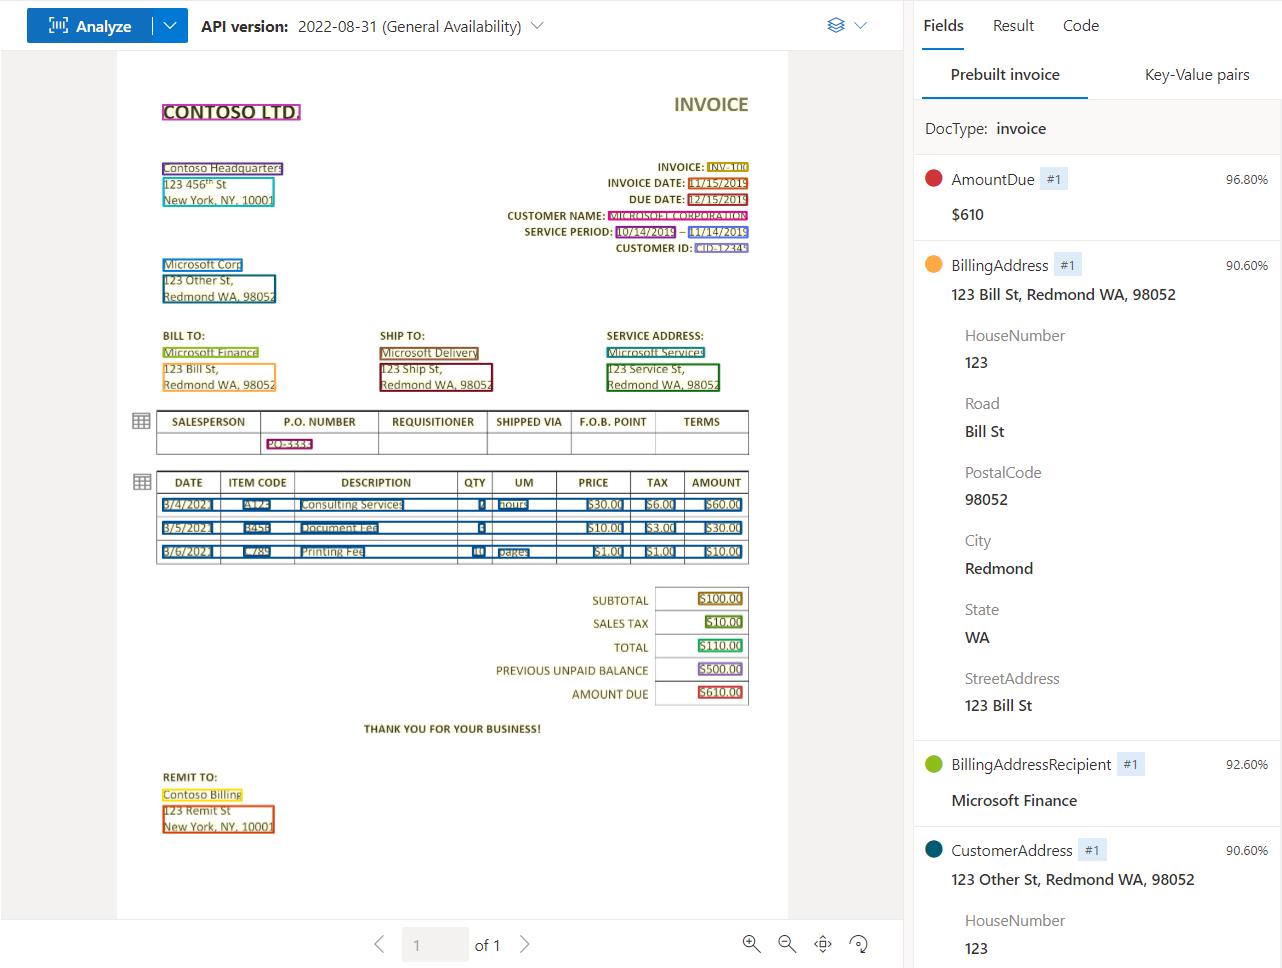 Analyze
API version: 2022-08-31 (General Availability)
Fields Result Code
Prebuilt invoice Key-Value pairs
DocType: invoice
CONTOSO LTD.
INVOICE
Contoso Headquarters
123 456th St
New York, NY, 10001
INVOICE: INV-100
INVOICE DATE: 11/15/2019
DUE DATE: 12/15/2019
CUSTOMER NAME: MICROSOFT CORPORATION
SERVICE PERIOD: 10/14/2019 – 11/14/2019
CUSTOMER ID: CID-12345
Microsoft Corp
123 Other St,
Redmond WA, 98052
BILL TO:
Microsoft Finance
123 Bill St,
Redmond WA, 98052
SHIP TO:
Microsoft Delivery
123 Ship St,
Redmond WA, 98052
SERVICE ADDRESS:
Microsoft Services
123 Service St,
Redmond WA, 98052
SALESPERSON P.O. NUMBER REQUISITIONER SHIPPED VIA F.O.B. POINT TERMS
PO-3333
DATE ITEM CODE DESCRIPTION QTY UM PRICE TAX AMOUNT
3/4/2021 A123 Consulting Services 2 hours $30.00 $6.00 $60.00
3/5/2021 B456 Document Fee 3 $10.00 $3.00 $30.00
3/6/2021 C789 Printing Fee 10 pages $1.00 $1.00 $10.00
SUBTOTAL $100.00
SALES TAX $10.00
TOTAL $110.00
PREVIOUS UNPAID BALANCE $500.00
AMOUNT DUE $610.00
THANK YOU FOR YOUR BUSINESS!
REMIT TO:
Contoso Billing
123 Remit St
New York, NY, 10001
1 of 1
AmountDue #1 96.80%
$610
BillingAddress #1 90.60%
123 Bill St, Redmond WA, 98052
HouseNumber
123
Road
Bill St
PostalCode
98052
City
Redmond
State
WA
StreetAddress
123 Bill St
BillingAddressRecipient #1 92.60%
Microsoft Finance
CustomerAddress #1 90.60%
123 Other St, Redmond WA, 98052
HouseNumber
123